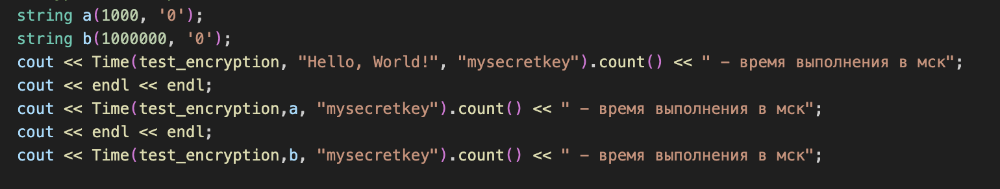 string a(1000, '0');
string b(1000000, '0');
cout << Time(test_encryption, "Hello, World!", "mysecretkey").count() << " – время выполнения в мск";
cout << endl << endl;
cout << Time(test_encryption,a, "mysecretkey").count() << " – время выполнения в мск";
cout << endl << endl;
cout << Time(test_encryption,b, "mysecretkey").count() << " – время выполнения в мск";